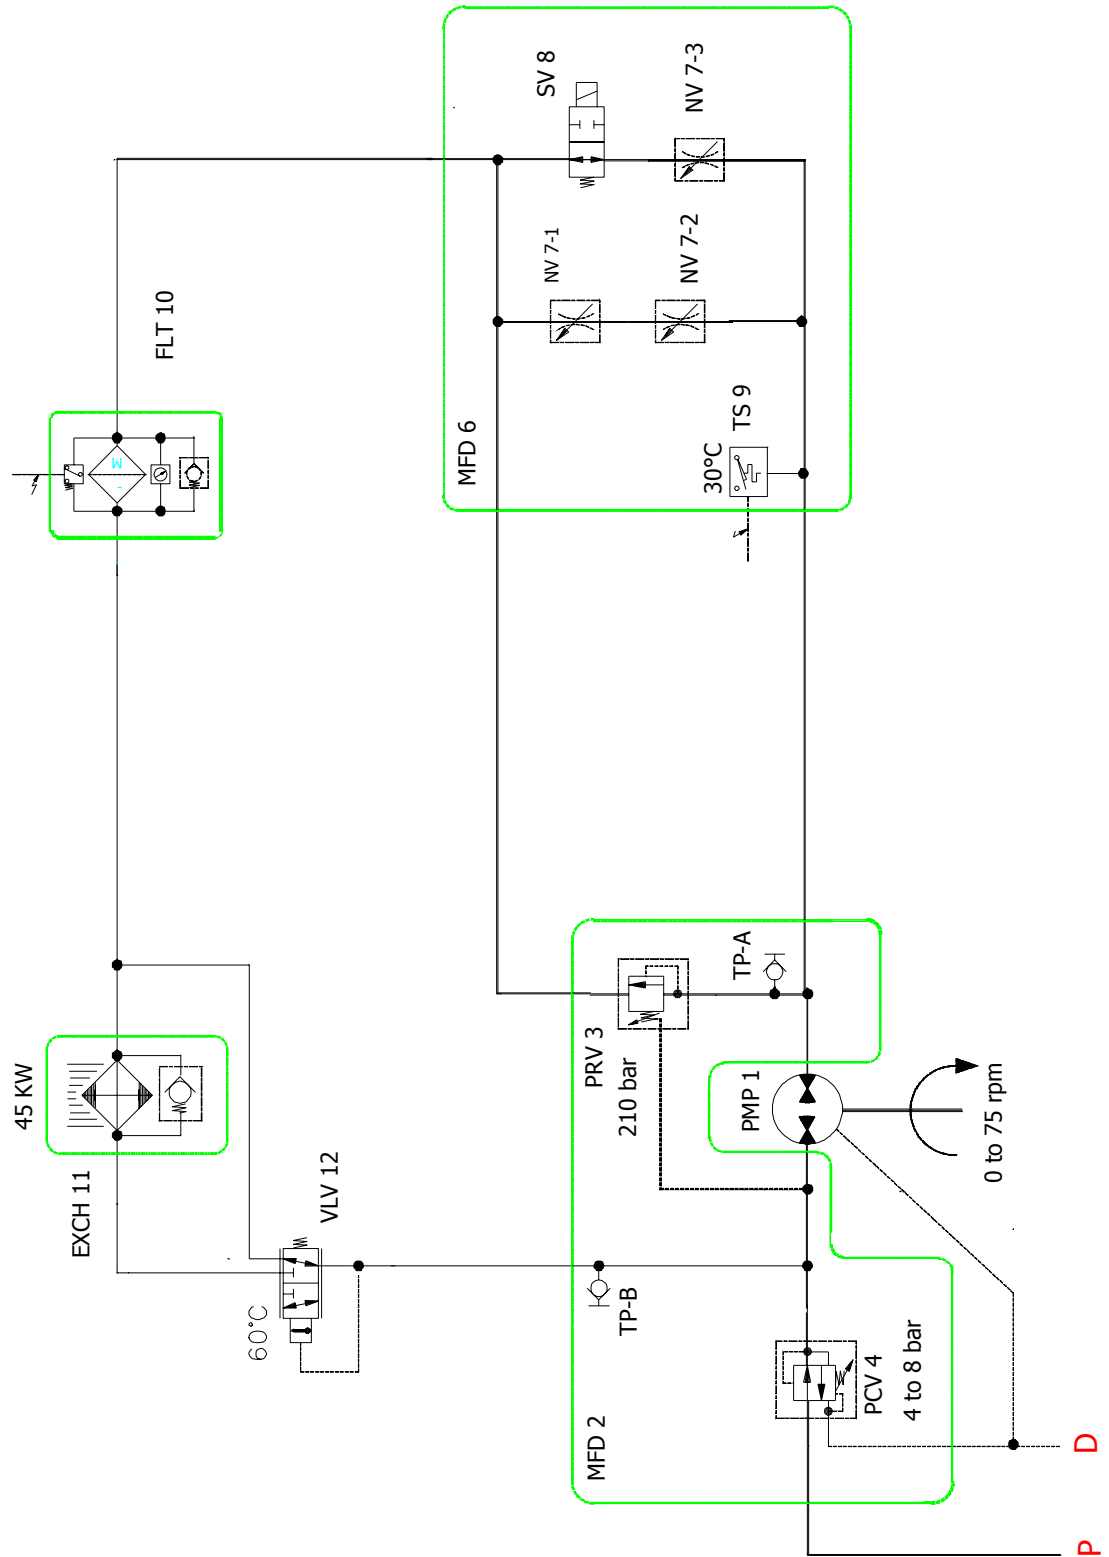 45 KW
EXCH 11
M
FLT 10
60°C
VLV 12
MFD 6
SV 8
NV 7-1
MFD 2
PRV 3
210 bar
TP-B
NV 7-2
NV 7-3
30°C
TS 9
TP-A
PMP 1
PCV 4
4 to 8 bar
0 to 75 rpm
P
D